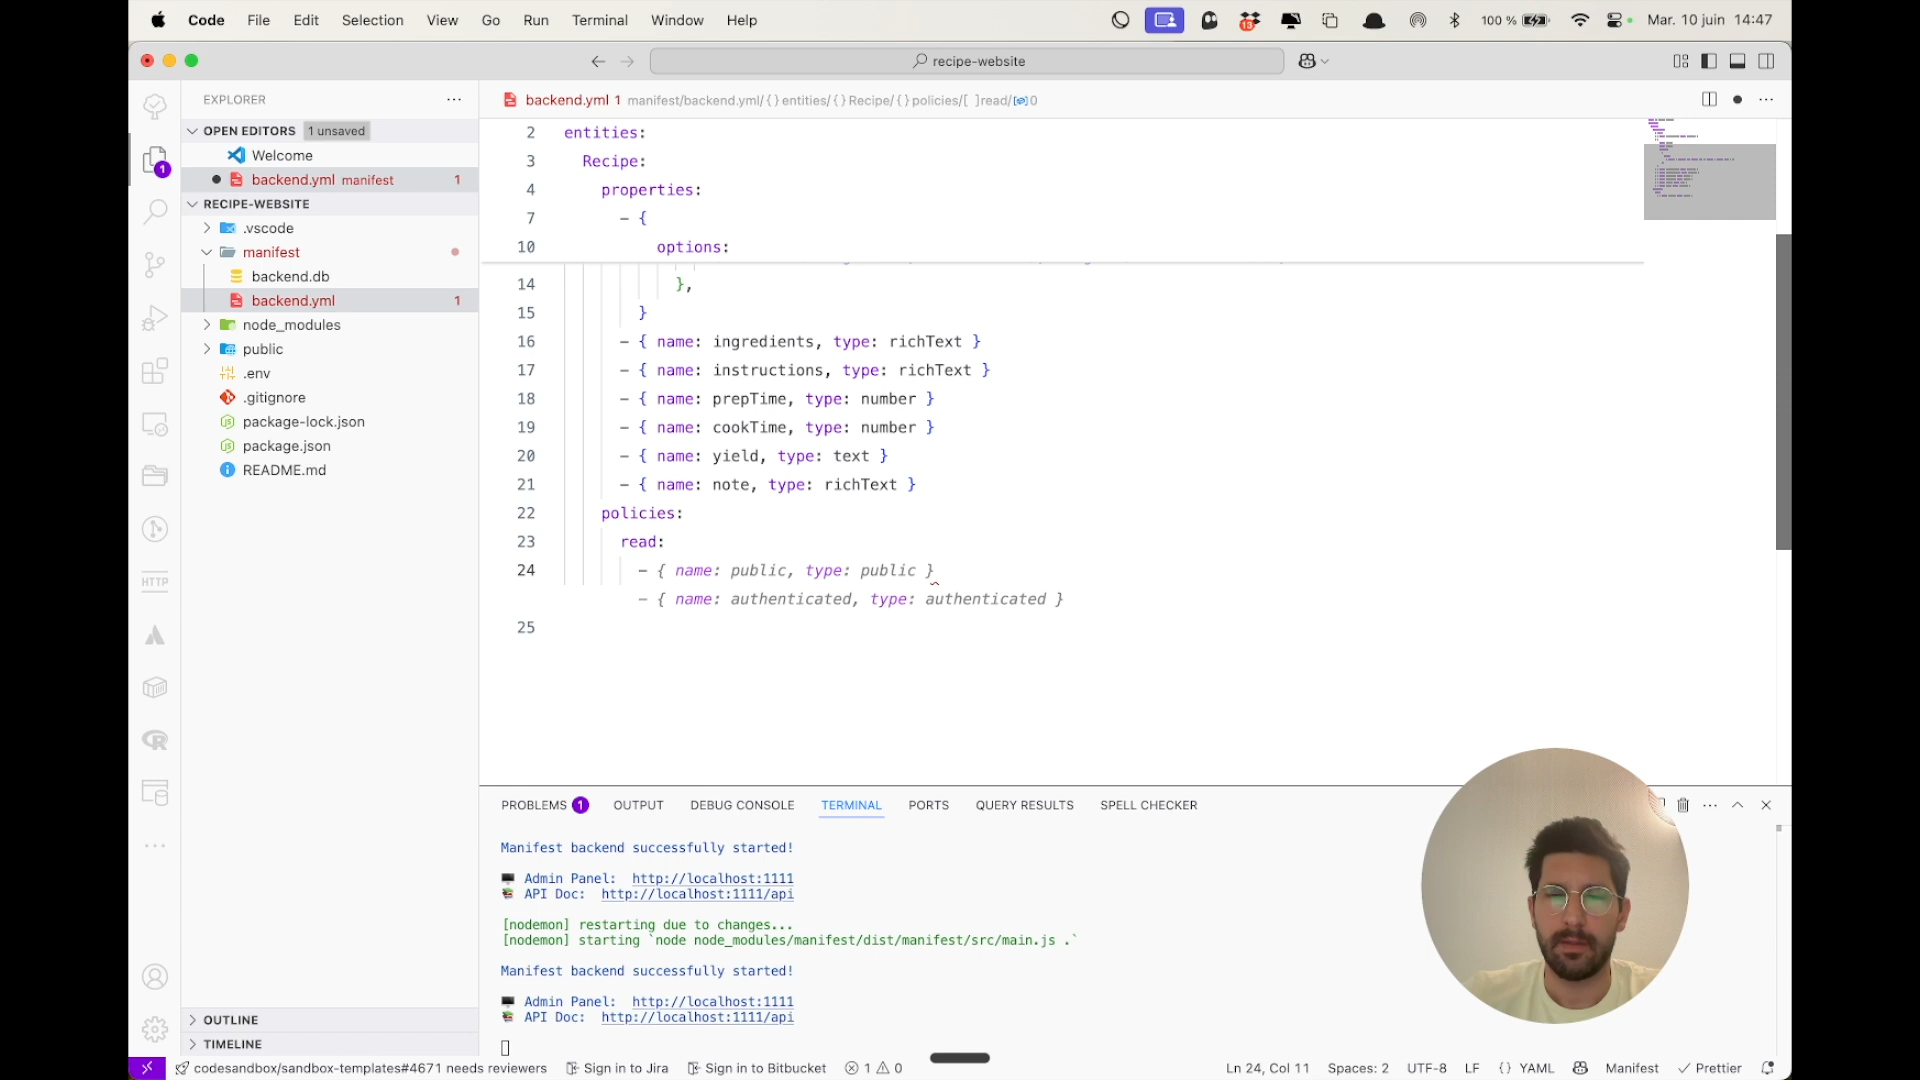 Code File Edit Selection View Go Run Terminal Window Help
13
100 %
Mar. 10 juin 14:47
recipe-website
EXPLORER
OPEN EDITORS 1 unsaved
Welcome
backend.yml manifest 1
RECIPE-WEBSITE
.vscode
manifest
backend.db
backend.yml 1
node_modules
public
.env
.gitignore
package-lock.json
package.json
README.md
OUTLINE
TIMELINE
1
HTTP
backend.yml 1 manifest/backend.yml/{}entities/{}Recipe/{}policies/[ ]read/0
2 entities:
3 Recipe:
4 properties:
7 - {
10 options:
14 },
15 }
16 - { name: ingredients, type: richText }
17 - { name: instructions, type: richText }
18 - { name: prepTime, type: number }
19 - { name: cookTime, type: number }
20 - { name: yield, type: text }
21 - { name: note, type: richText }
22 policies:
23 read:
24 - { name: public, type: public }
- { name: authenticated, type: authenticated }
25
PROBLEMS 1 OUTPUT DEBUG CONSOLE TERMINAL PORTS QUERY RESULTS SPELL CHECKER
Manifest backend successfully started!
Admin Panel: http://localhost:1111
API Doc: http://localhost:1111/api
[nodemon] restarting due to changes...
[nodemon] starting `node node_modules/manifest/dist/manifest/src/main.js .`
Manifest backend successfully started!
Admin Panel: http://localhost:1111
API Doc: http://localhost:1111/api
codesandbox/sandbox-templates#4671 needs reviewers Sign in to Jira Sign in to Bitbucket 1 0
Ln 24, Col 11 Spaces: 2 UTF-8 LF {} YAML Manifest Prettier